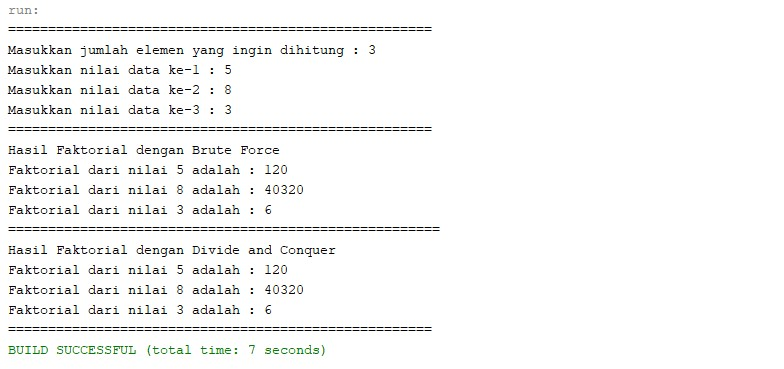 run:
=====================================================
Masukkan jumlah elemen yang ingin dihitung : 3
Masukkan nilai data ke-1 : 5
Masukkan nilai data ke-2 : 8
Masukkan nilai data ke-3 : 3
=====================================================
Hasil Faktorial dengan Brute Force
Faktorial dari nilai 5 adalah : 120
Faktorial dari nilai 8 adalah : 40320
Faktorial dari nilai 3 adalah : 6
======================================================
Hasil Faktorial dengan Divide and Conquer
Faktorial dari nilai 5 adalah : 120
Faktorial dari nilai 8 adalah : 40320
Faktorial dari nilai 3 adalah : 6
=====================================================
BUILD SUCCESSFUL (total time: 7 seconds)